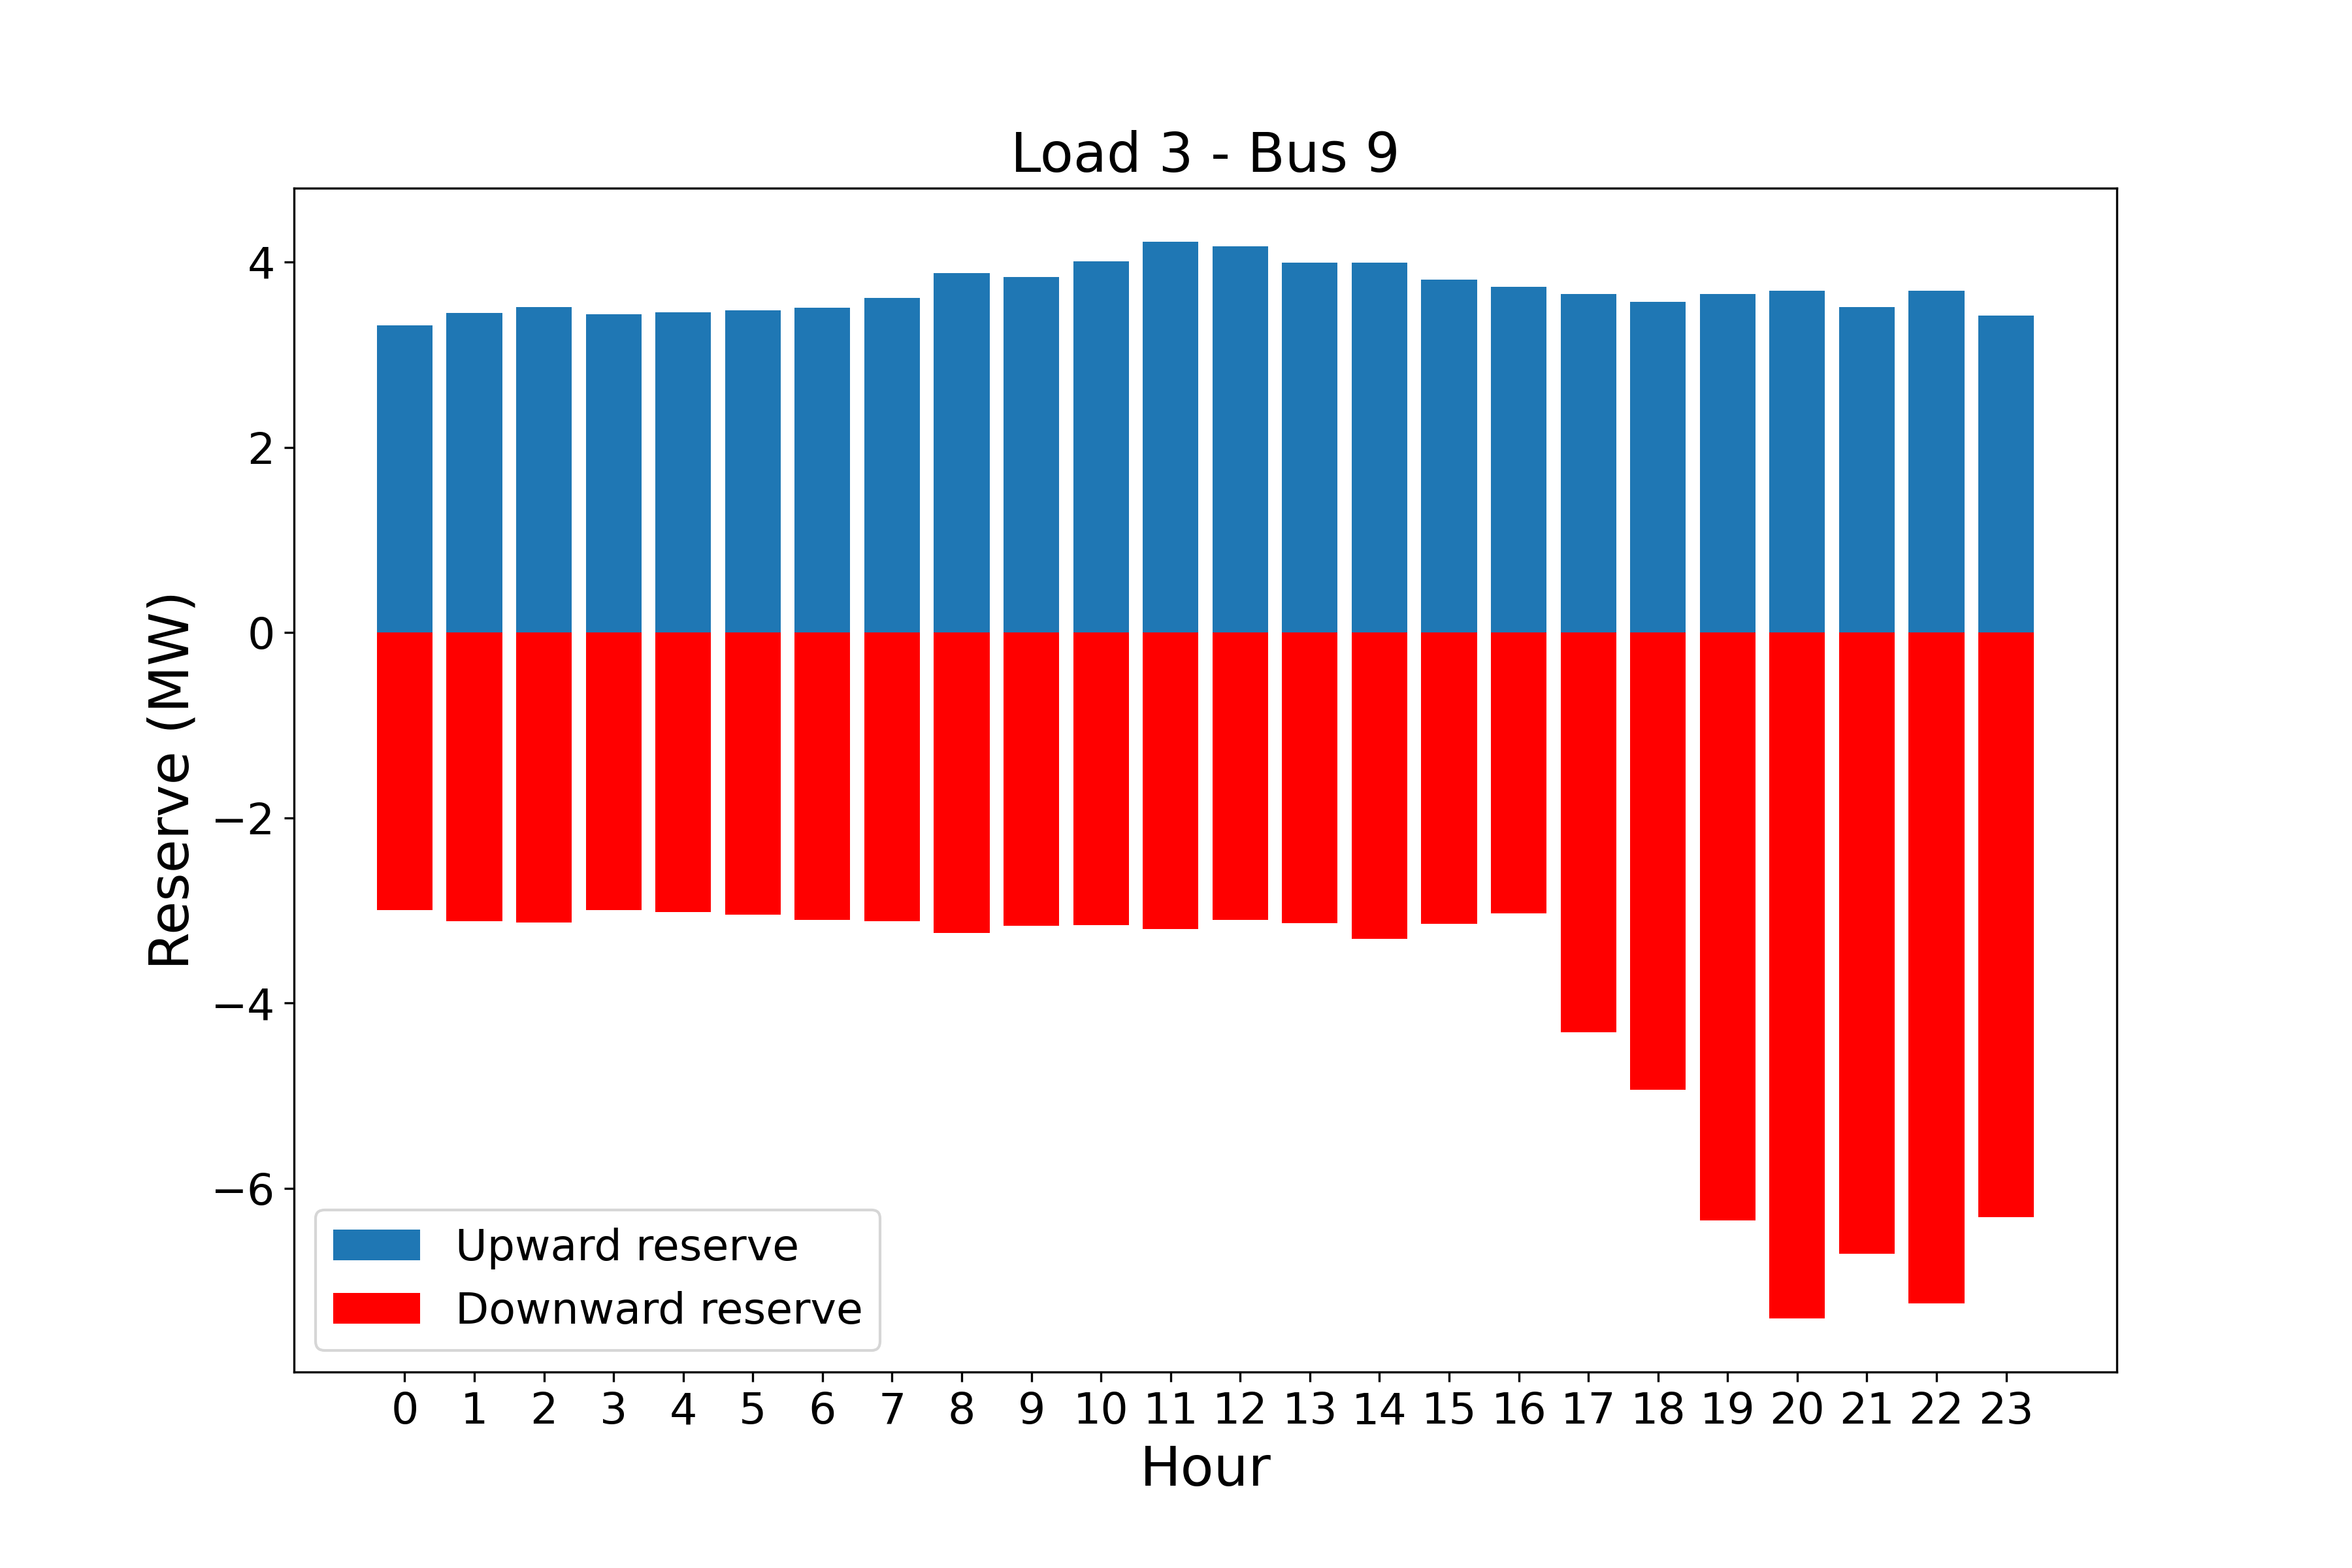 Load 3 - Bus 9
Reserve (MW)
4
2
0
−2
−4
−6
Upward reserve
Downward reserve
0 1 2 3 4 5 6 7 8 9 10 11 12 13 14 15 16 17 18 19 20 21 22 23
Hour